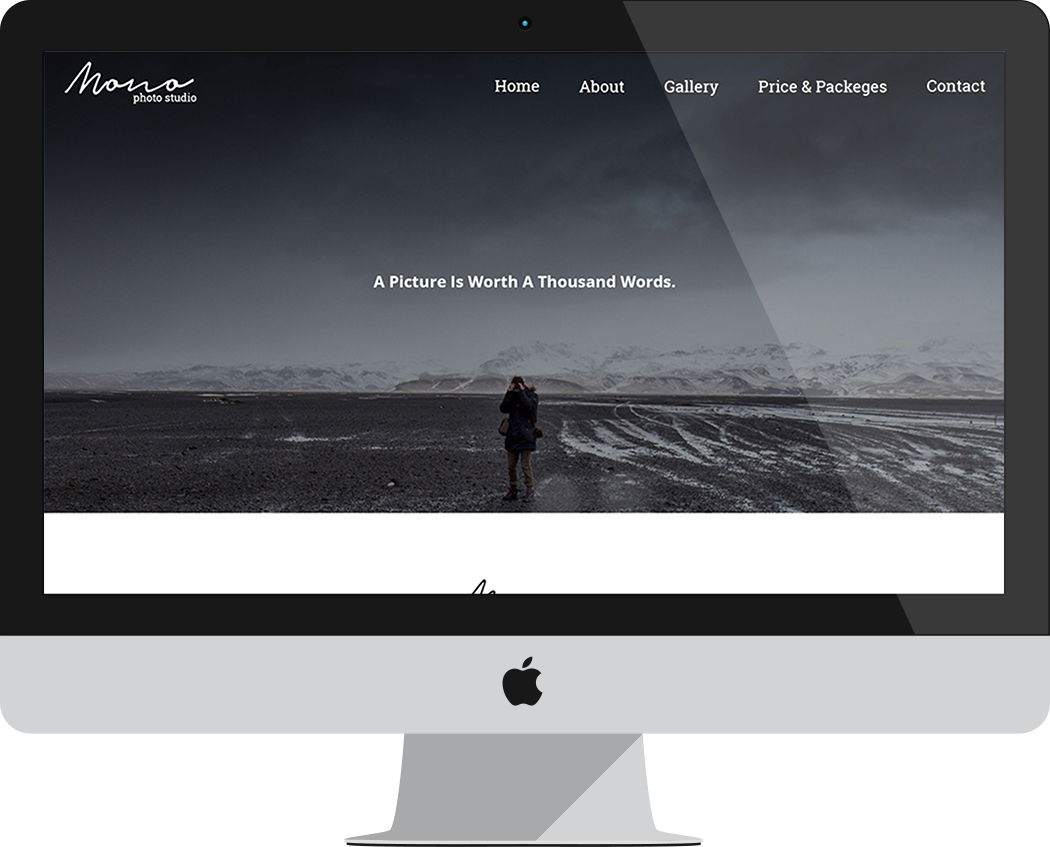 Mono
photo studio
Home About Gallery Price & Packeges Contact
A Picture Is Worth A Thousand Words.